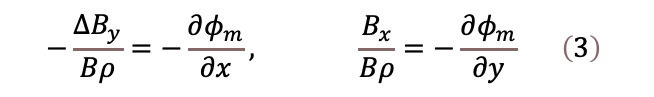 −ΔB_y/Bρ = −∂ϕ_m/∂x, B_x/Bρ = −∂ϕ_m/∂y (3)